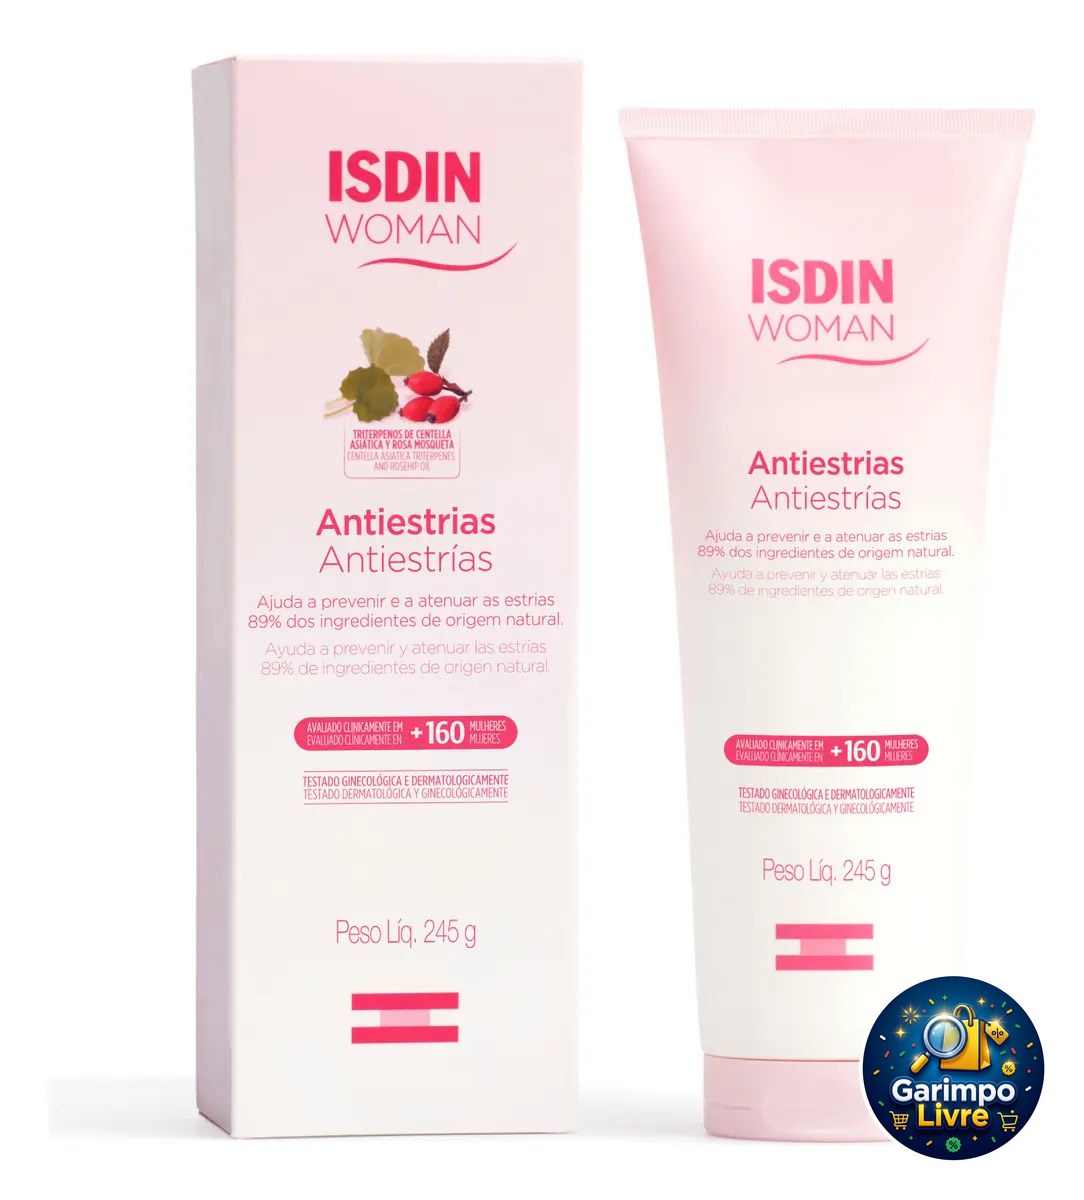 ISDIN
WOMAN
TRITERPENOS DE CENTELLA
ASIÁTICA Y ROSA MOSQUETA
CENTELLA ASIATICA TRITERPENES
AND ROSEHIP OIL
Antiestrias
Antiestrías
Ajuda a prevenir e a atenuar as estrias
89% dos ingredientes de origem natural.
Ayuda a prevenir y atenuar las estrías
89% de ingredientes de origen natural.
AVALIADO CLINICAMENTE EM
EVALUADO CLÍNICAMENTE EN
+160
MULHERES
MUJERES
TESTADO GINECOLÓGICA E DERMATOLOGICAMENTE
TESTADO DERMATOLÓGICA Y GINECOLÓGICAMENTE
Peso Líq. 245 g
ISDIN
WOMAN
Antiestrias
Antiestrías
Ajuda a prevenir e a atenuar as estrias
89% dos ingredientes de origem natural.
Ayuda a prevenir y atenuar las estrías
89% de ingredientes de origen natural.
AVALIADO CLINICAMENTE EM
EVALUADO CLÍNICAMENTE EN
+160
MULHERES
MUJERES
TESTADO GINECOLÓGICA E DERMATOLOGICAMENTE
TESTADO DERMATOLÓGICA Y GINECOLÓGICAMENTE
Peso Líq. 245 g
%
%
Garimpo
Livre
%